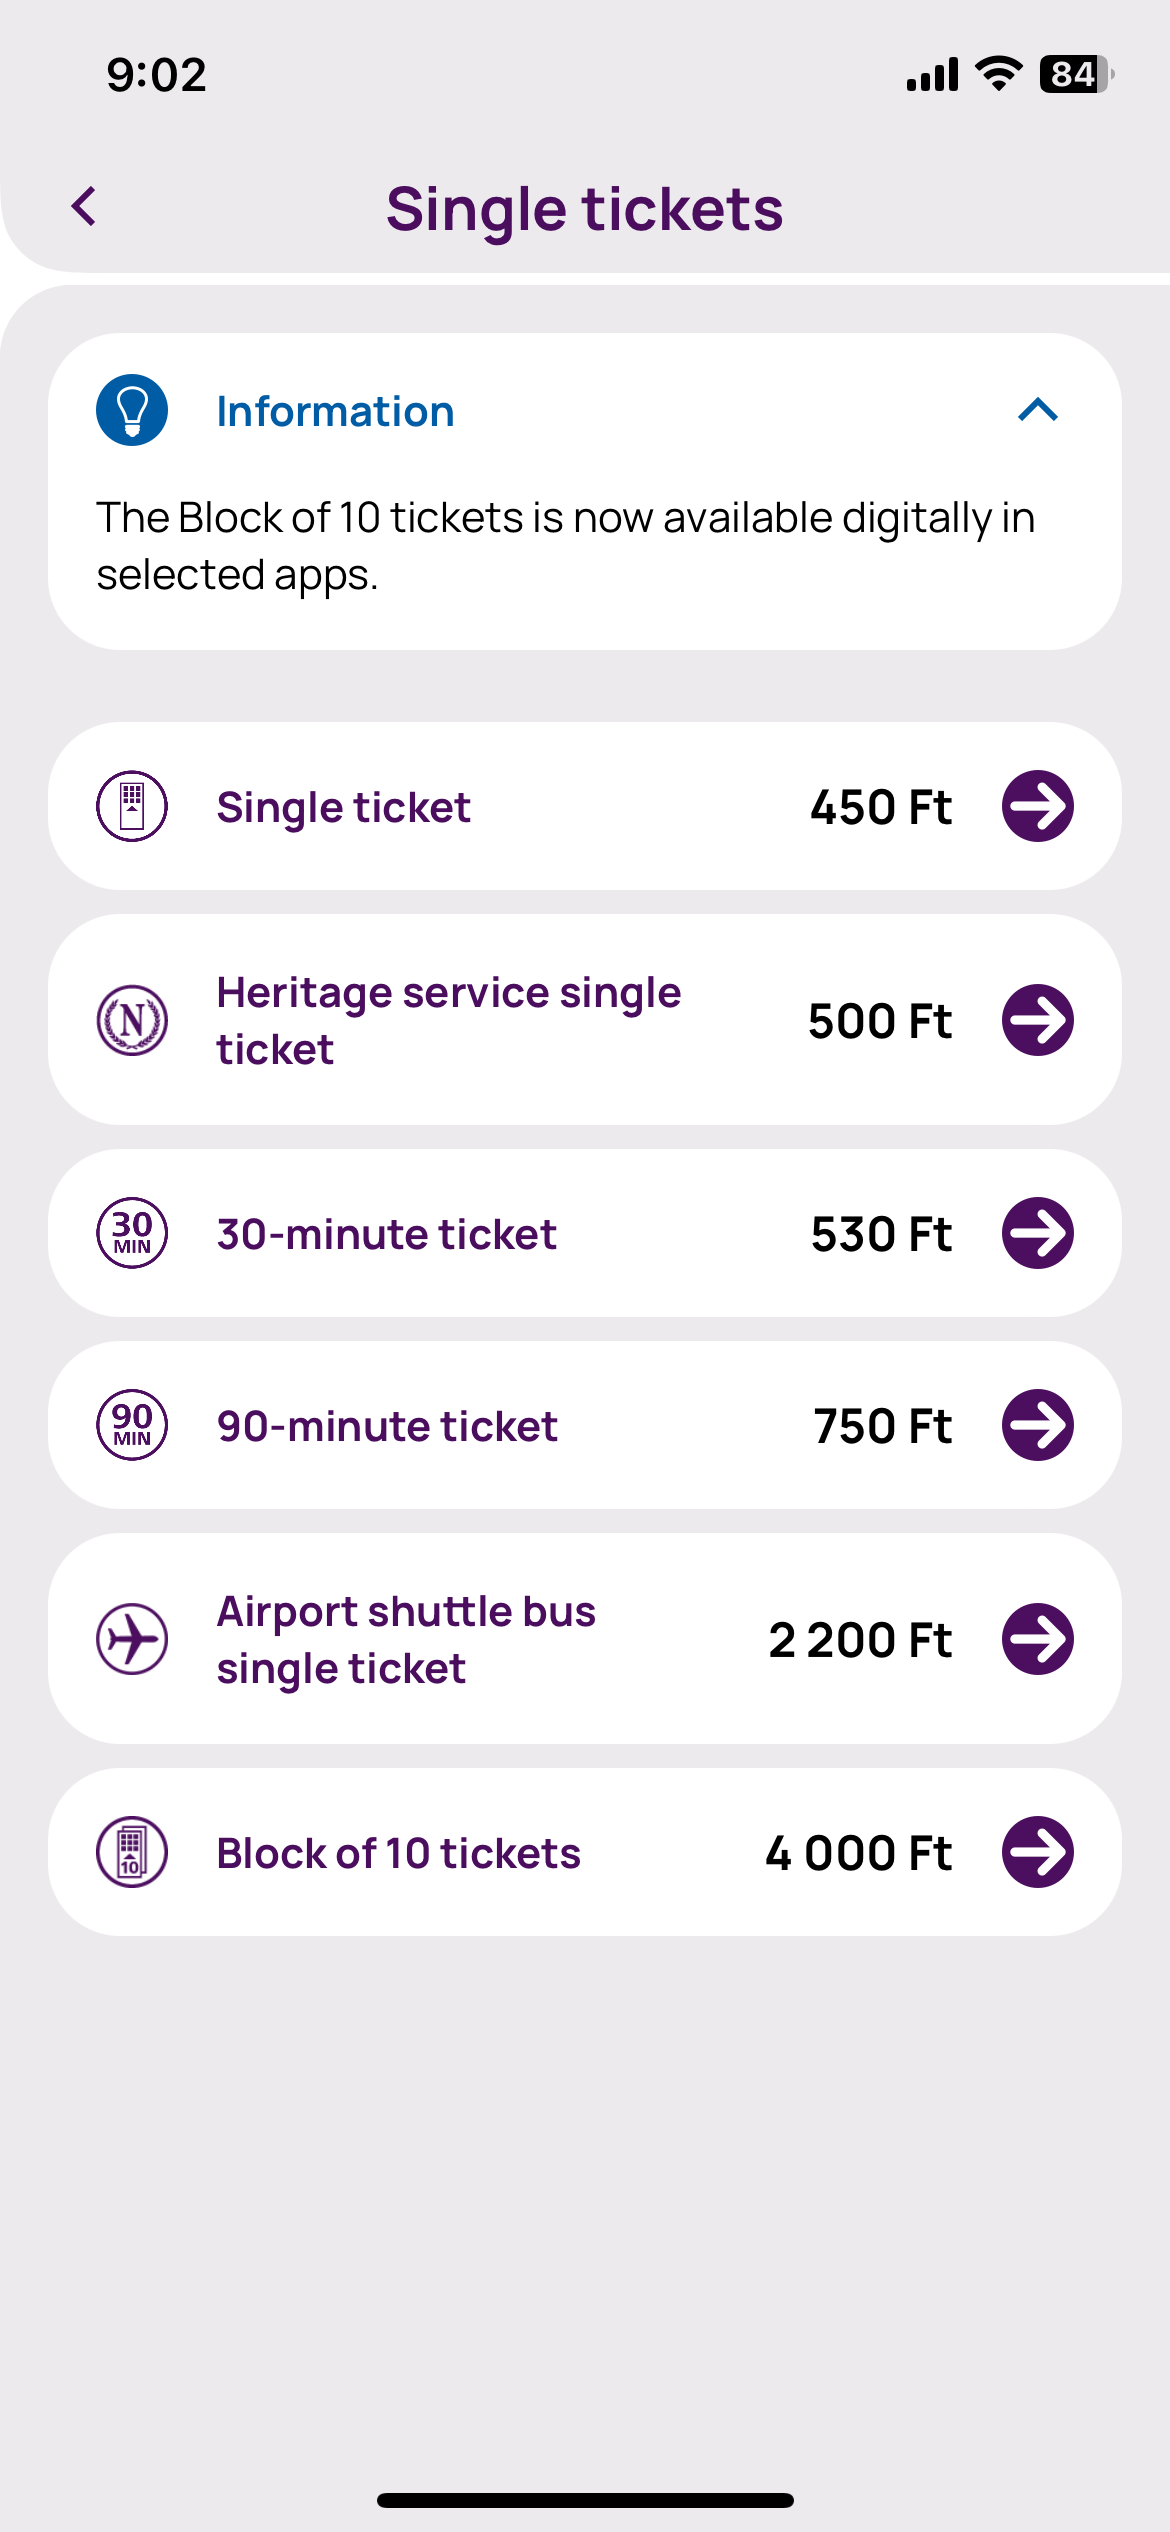 9:02
84
Single tickets
Information
The Block of 10 tickets is now available digitally in
selected apps.
Single ticket
450 Ft
N
Heritage service single
ticket
500 Ft
30
MIN
30-minute ticket
530 Ft
90
MIN
90-minute ticket
750 Ft
Airport shuttle bus
single ticket
2 200 Ft
10
Block of 10 tickets
4 000 Ft